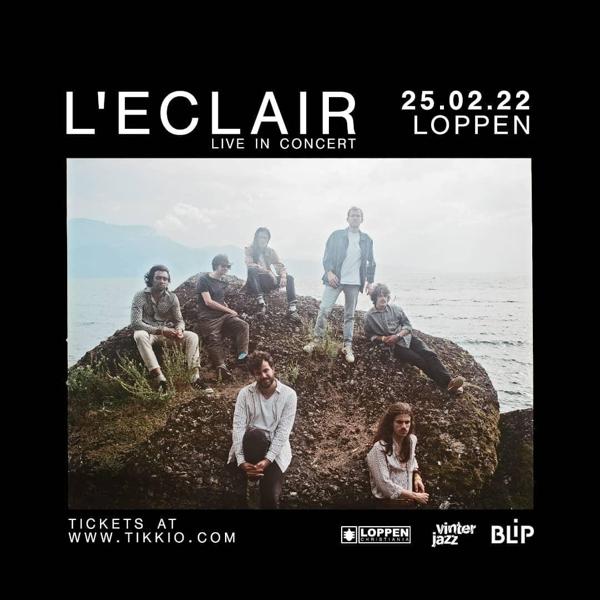 L'ECLAIR
LIVE IN CONCERT
25.02.22
LOPPEN
TICKETS AT
WWW.TIKKIO.COM
LOPPEN
CHRISTIANIA
vinter
jazz
BLIP